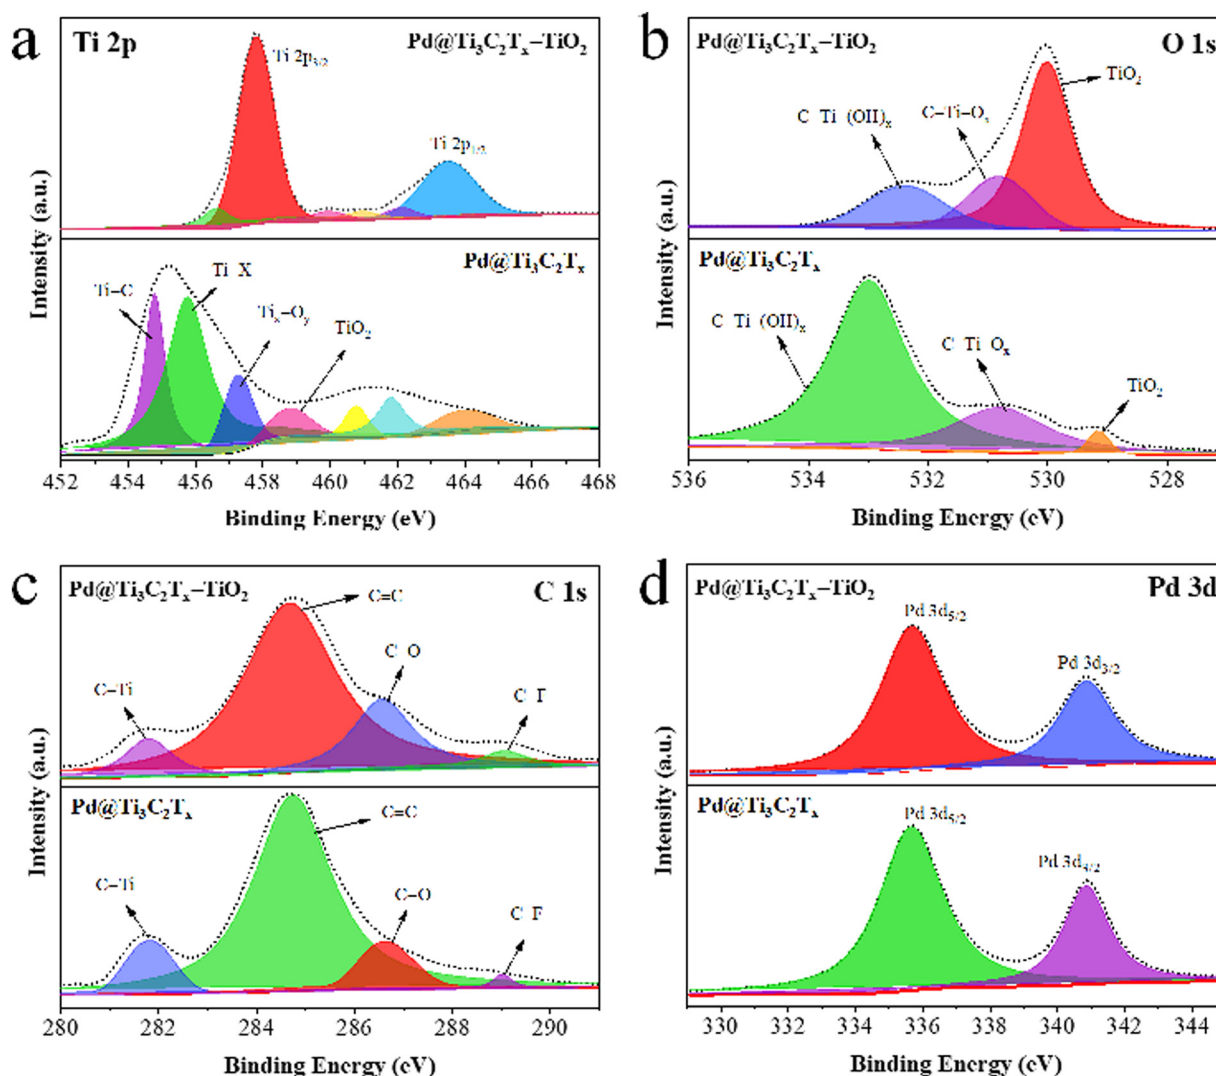 a
Ti 2p
Pd@Ti₃C₂Tₓ−TiO₂
Ti 2p₃/₂
Ti 2p₁/₂
Pd@Ti₃C₂Tₓ
Ti−C
Ti X
Tiₓ−Oᵧ
TiO₂
452 454 456 458 460 462 464 466 468
Binding Energy (eV)
Intensity (a.u.)
b
Pd@Ti₃C₂Tₓ−TiO₂
O 1s
TiO₂
C−Ti−Oₓ
C Ti (OH)ₓ
Pd@Ti₃C₂Tₓ
C Ti (OH)ₓ
C Ti Oₓ
TiO₂
536 534 532 530 528
Binding Energy (eV)
Intensity (a.u.)
c
Pd@Ti₃C₂Tₓ−TiO₂
C 1s
C=C
C O
C−Ti
C F
Pd@Ti₃C₂Tₓ
C=C
C−Ti
C−O
C F
280 282 284 286 288 290
Binding Energy (eV)
Intensity (a.u.)
d
Pd@Ti₃C₂Tₓ−TiO₂
Pd 3d
Pd 3d₅/₂
Pd 3d₃/₂
Pd@Ti₃C₂Tₓ
Pd 3d₅/₂
Pd 3d₃/₂
330 332 334 336 338 340 342 344
Binding Energy (eV)
Intensity (a.u.)